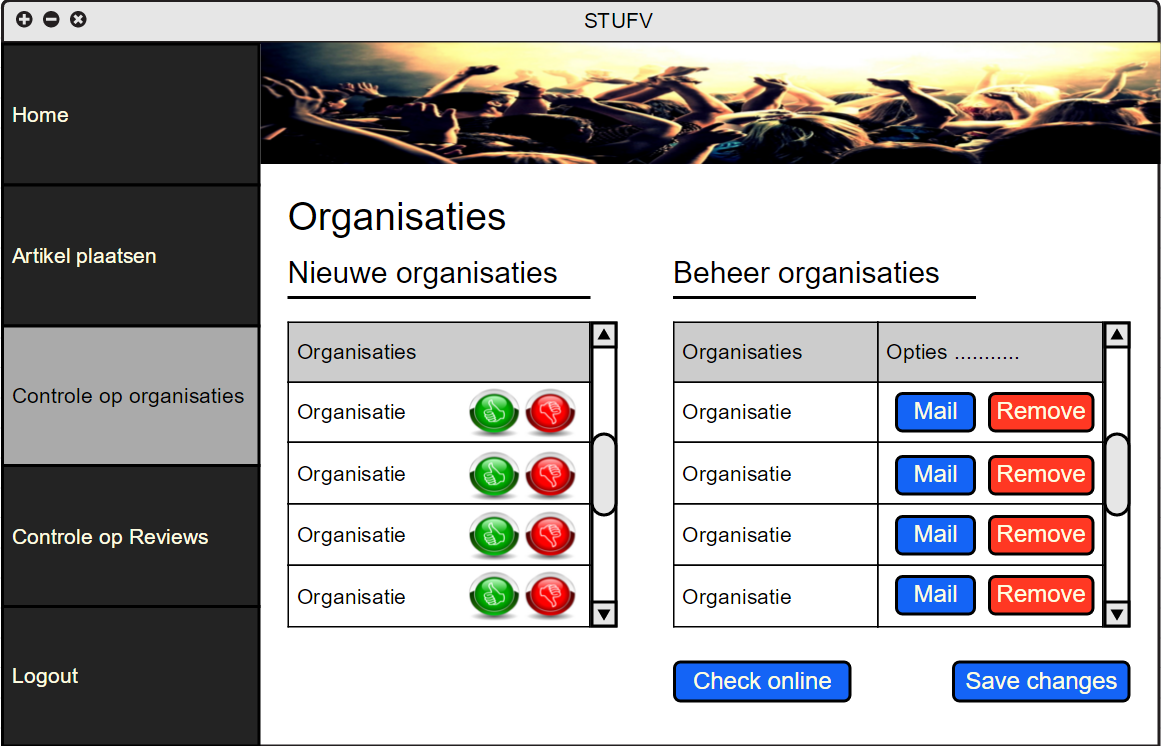 STUFV
Home
Artikel plaatsen
Controle op organisaties
Controle op Reviews
Logout
Organisaties
Nieuwe organisaties
Organisaties
Organisatie
Organisatie
Organisatie
Organisatie
Beheer organisaties
Organisaties Opties ...........
Organisatie Mail Remove
Organisatie Mail Remove
Organisatie Mail Remove
Organisatie Mail Remove
Check online Save changes